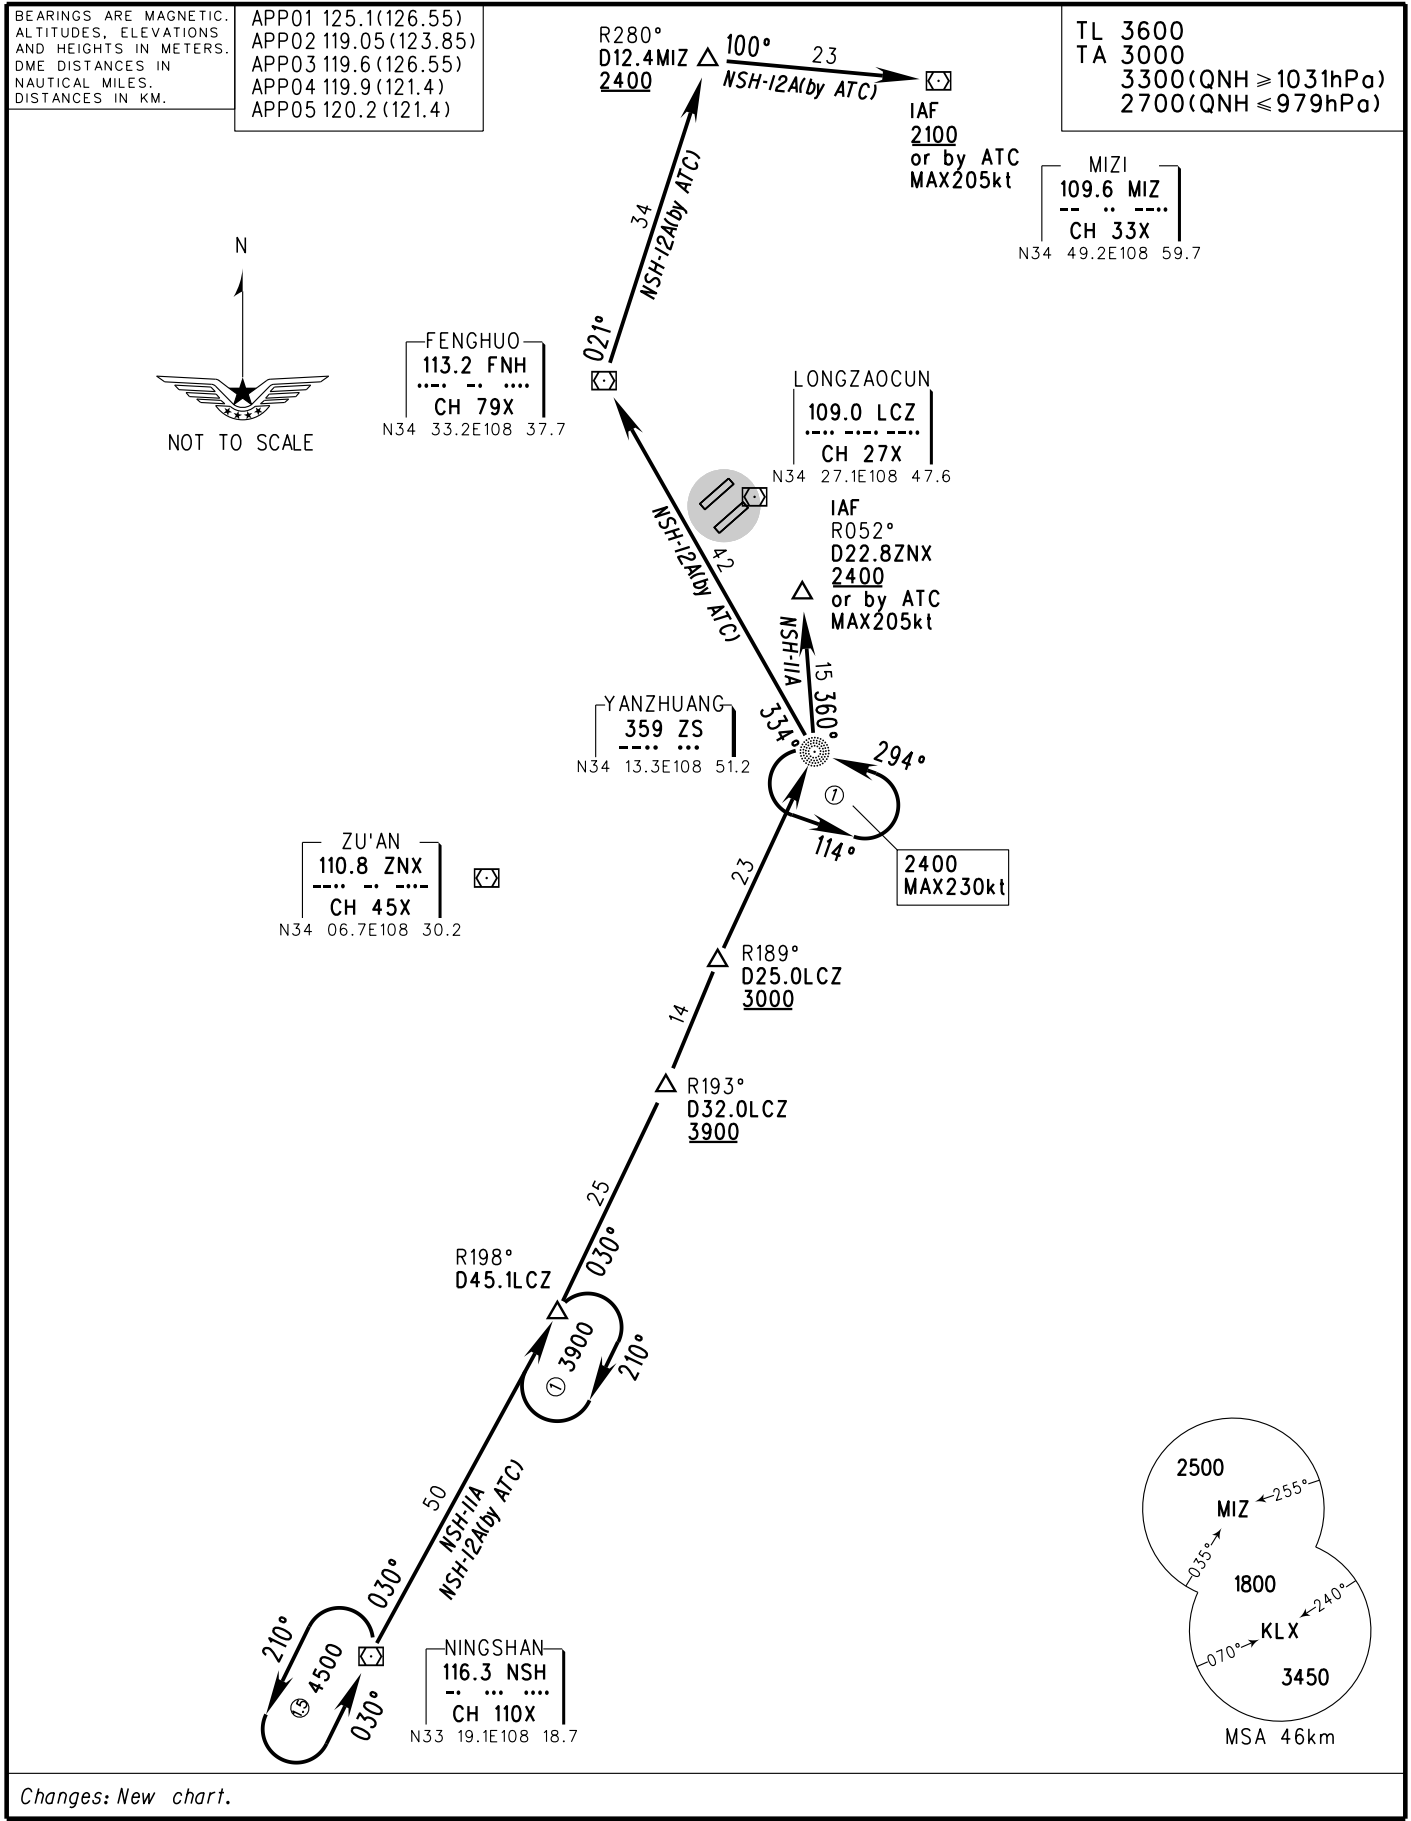 BEARINGS ARE MAGNETIC.
ALTITUDES, ELEVATIONS
AND HEIGHTS IN METERS.
DME DISTANCES IN
NAUTICAL MILES.
DISTANCES IN KM.
APP01 125.1(126.55)
APP02 119.05(123.85)
APP03 119.6(126.55)
APP04 119.9(121.4)
APP05 120.2(121.4)
TL 3600
TA 3000
3300(QNH ≥ 1031hPa)
2700(QNH ≤ 979hPa)
R280°
D12.4MIZ
2400
100°
23
NSH-12A(by ATC)
IAF
2100
or by ATC
MAX205kt
MIZI
109.6 MIZ
CH 33X
N34 49.2E108 59.7
34
NSH-12A(by ATC)
021°
N
NOT TO SCALE
FENGHUO
113.2 FNH
CH 79X
N34 33.2E108 37.7
LONGZAOCUN
109.0 LCZ
CH 27X
N34 27.1E108 47.6
IAF
R052°
D22.8ZNX
2400
or by ATC
MAX205kt
42
NSH-12A(by ATC)
NSH-11A
15
360°
334°
YANZHUANG
359 ZS
N34 13.3E108 51.2
294°
1
114°
2400
MAX230kt
ZU'AN
110.8 ZNX
CH 45X
N34 06.7E108 30.2
23
R189°
D25.0LCZ
3000
14
R193°
D32.0LCZ
3900
25
030°
R198°
D45.1LCZ
1 3900
210°
50
NSH-11A
NSH-12A(by ATC)
030°
210°
1.5 4500
030°
NINGSHAN
116.3 NSH
CH 110X
N33 19.1E108 18.7
2500
MIZ
255°
035°
1800
240°
KLX
070°
3450
MSA 46km
Changes: New chart.